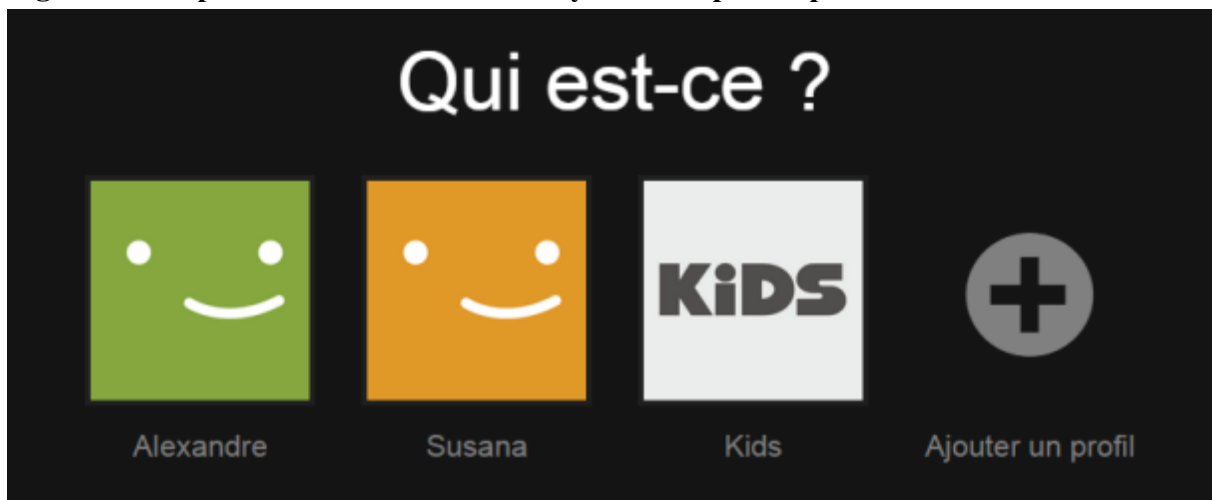 Qui est-ce ?
KiDS
Alexandre
Susana
Kids
Ajouter un profil